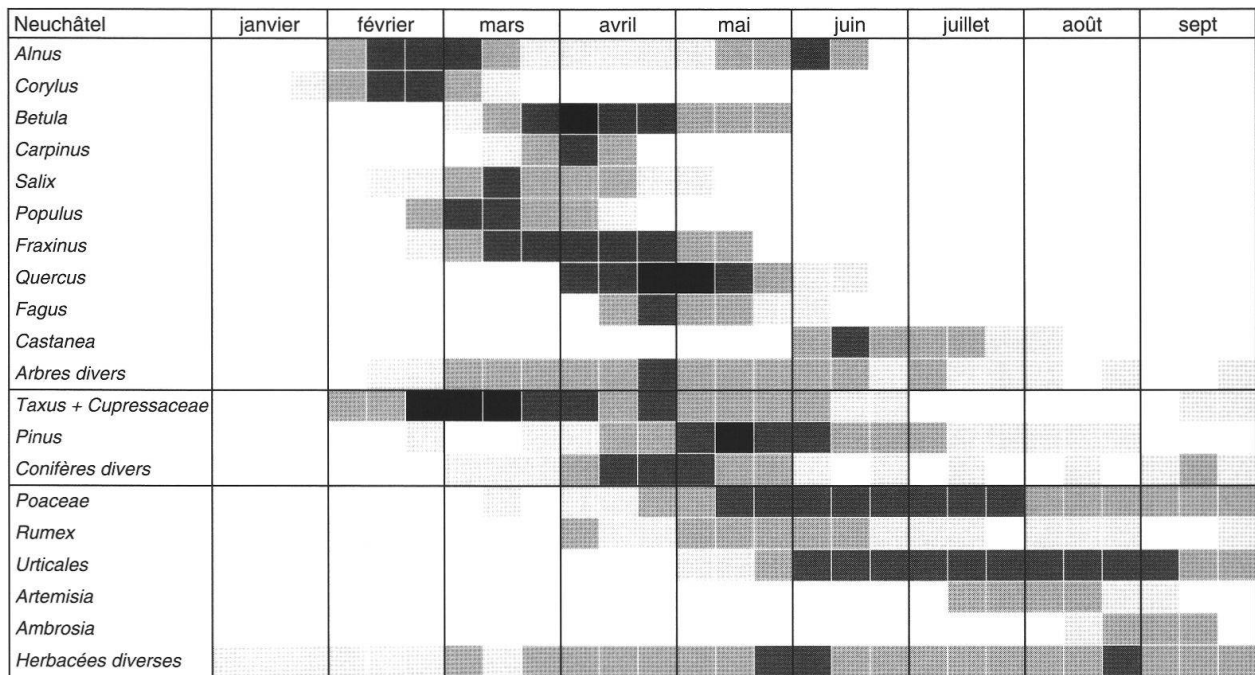 Neuchâtel janvier février mars avril mai juin juillet août sept
Alnus
Corylus
Betula
Carpinus
Salix
Populus
Fraxinus
Quercus
Fagus
Castanea
Arbres divers
Taxus + Cupressaceae
Pinus
Conifères divers
Poaceae
Rumex
Urticales
Artemisia
Ambrosia
Herbacées diverses